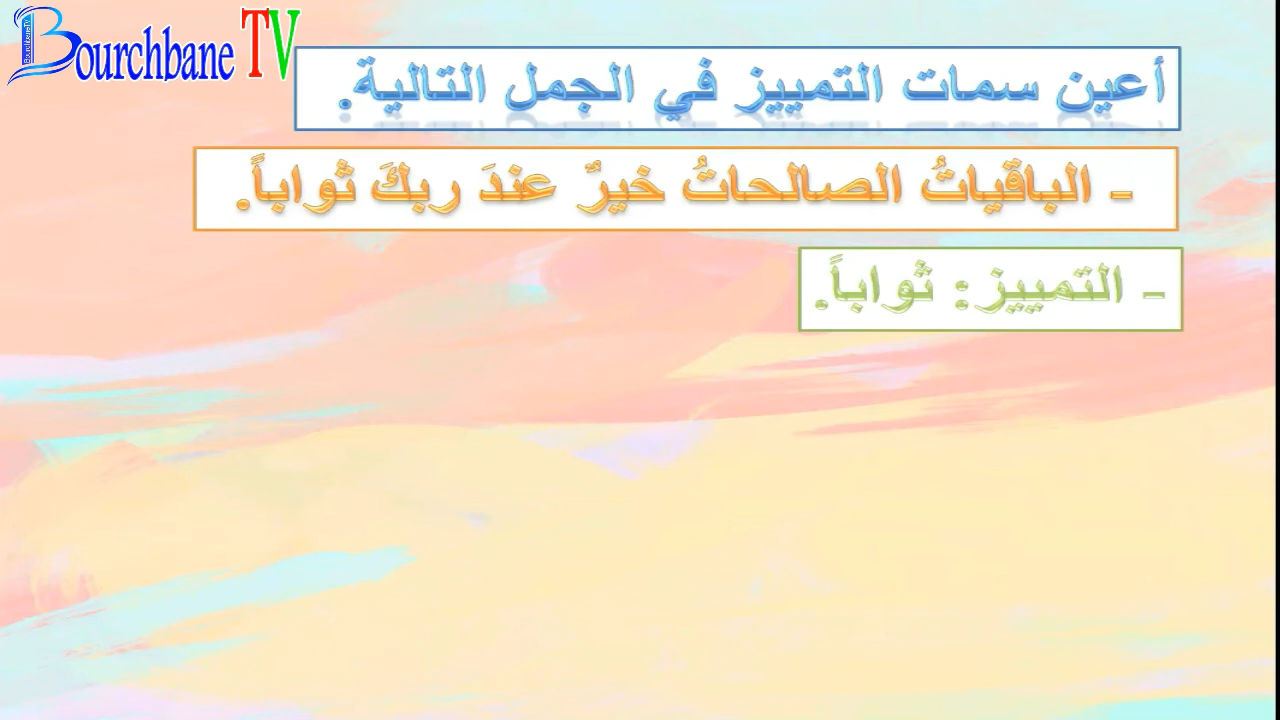 Bourchbane TV
أعين سمات التمييز في الجمل التالية.
- الباقياتُ الصالحاتُ خيرٌ عندَ ربكَ ثواباً.
- التمييز: ثواباً.